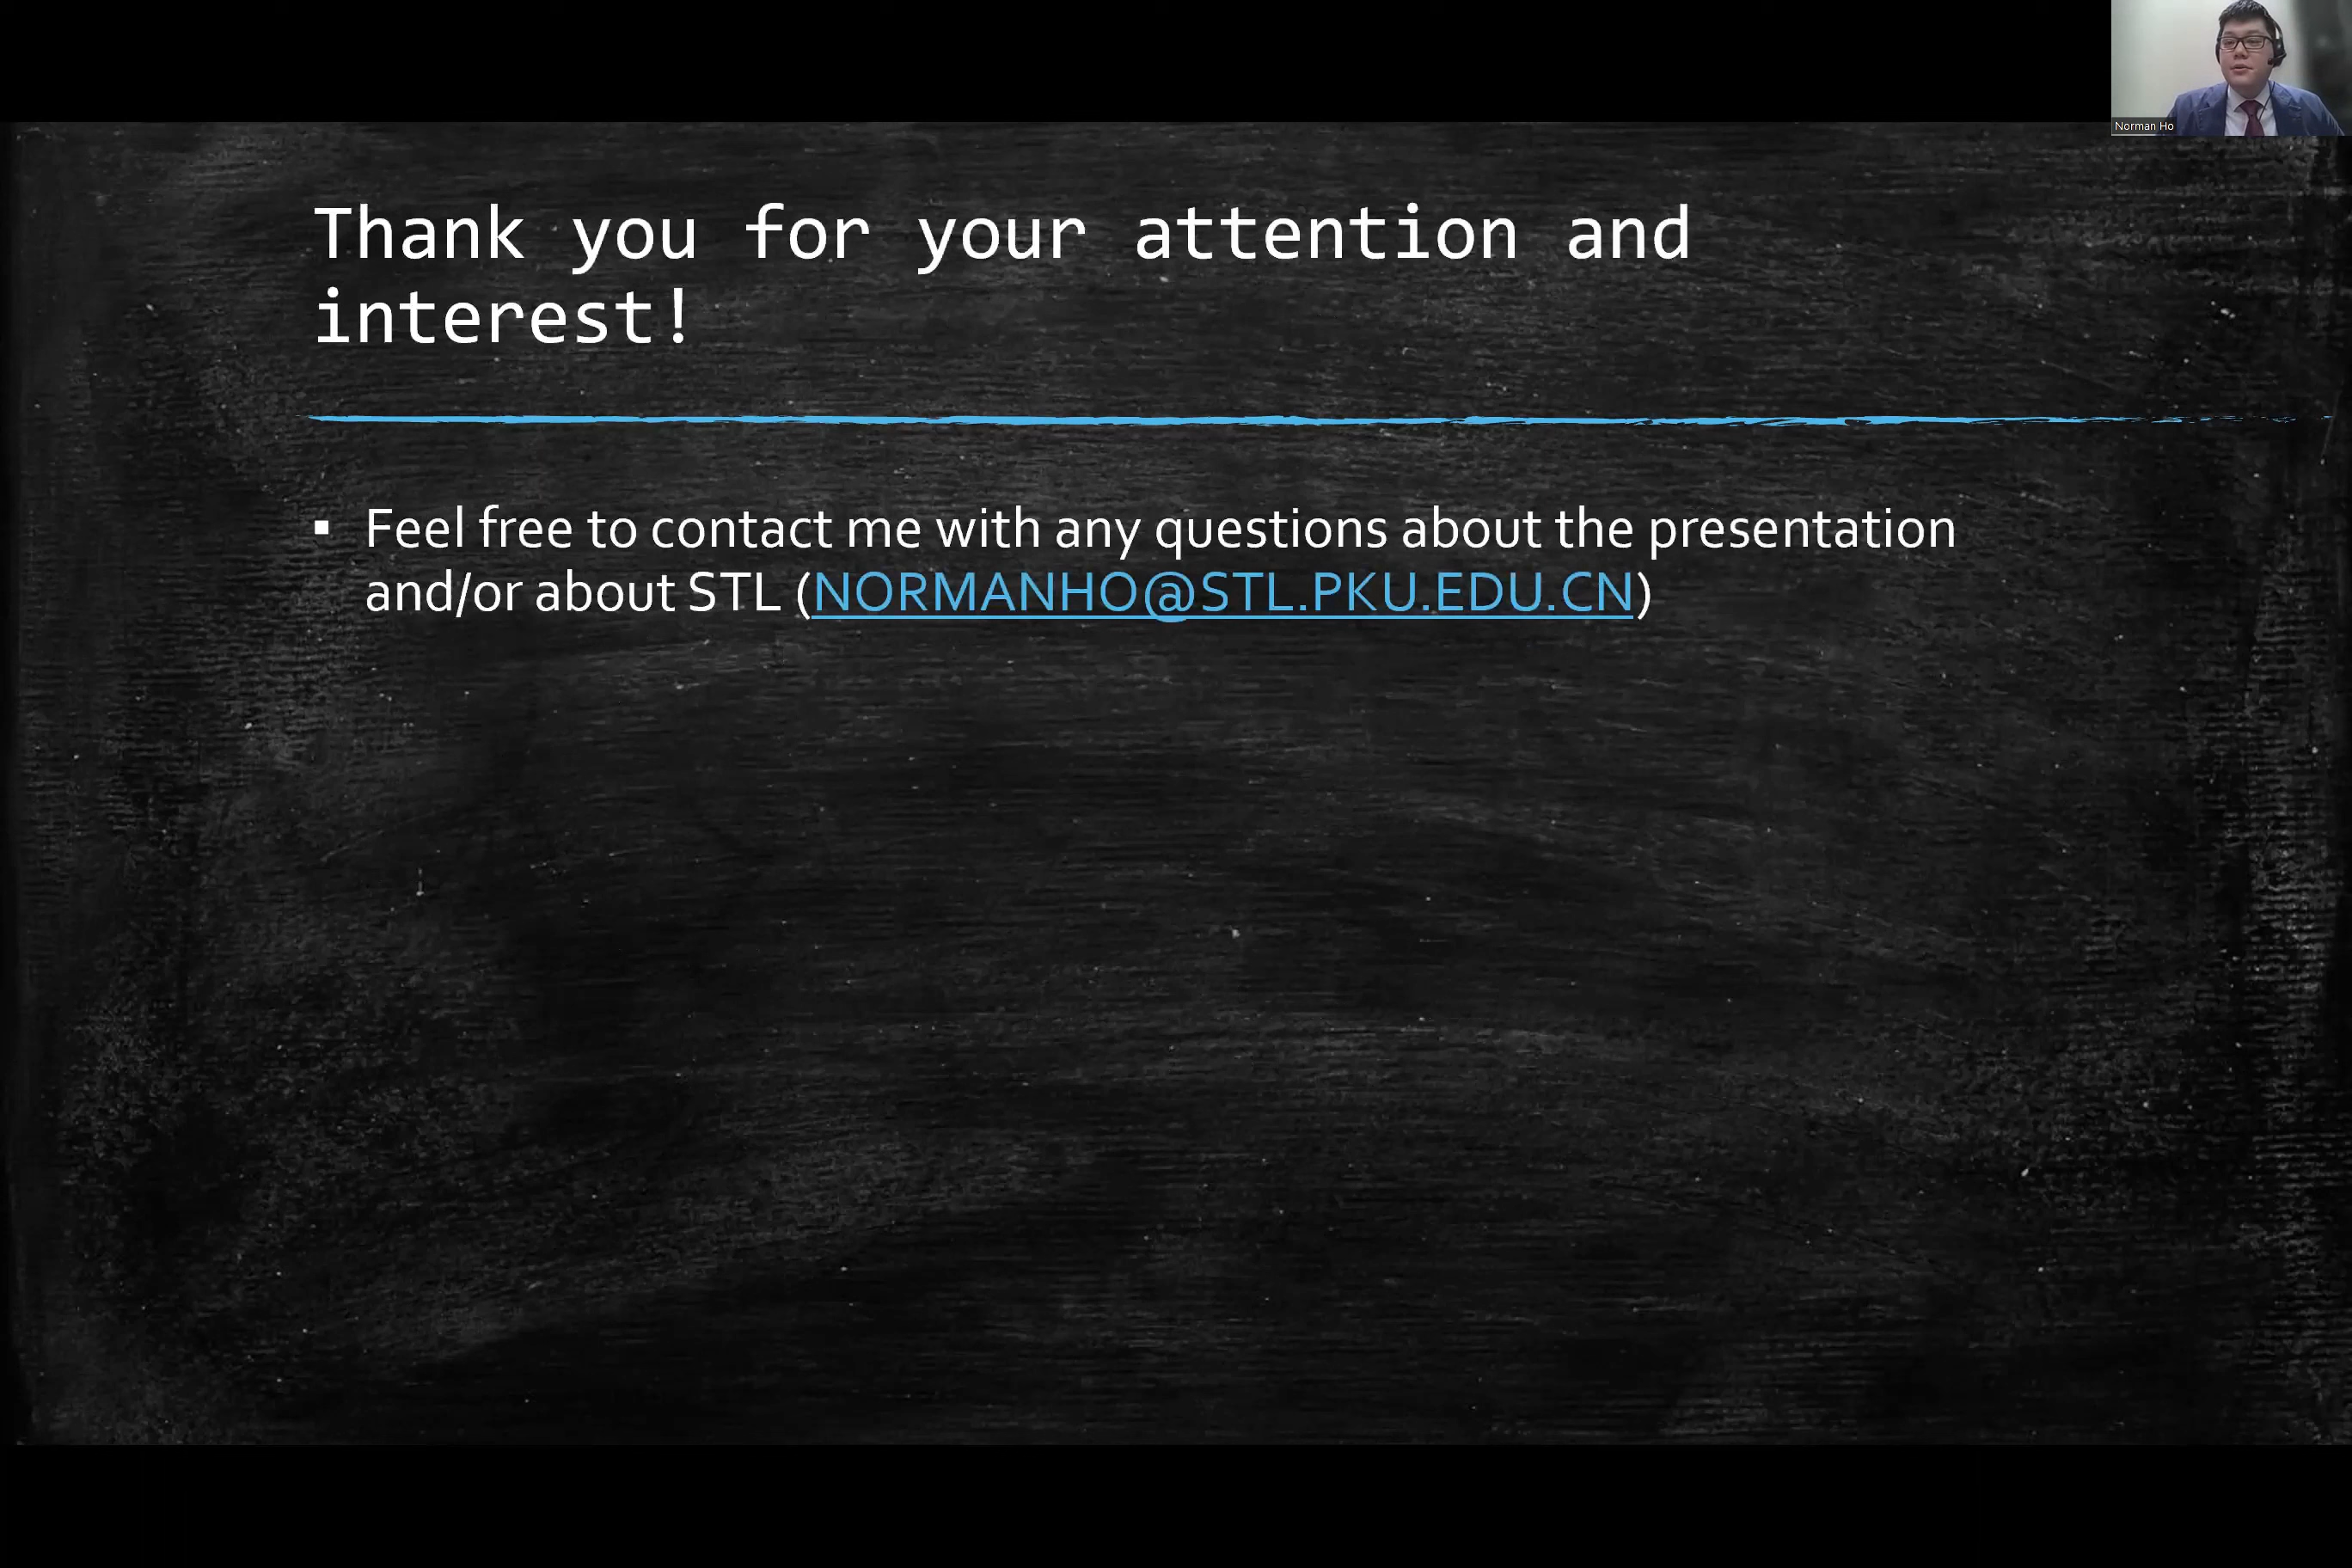 Norman Ho
Thank you for your attention and
interest!
▪ Feel free to contact me with any questions about the presentation
and/or about STL (NORMANHO@STL.PKU.EDU.CN)